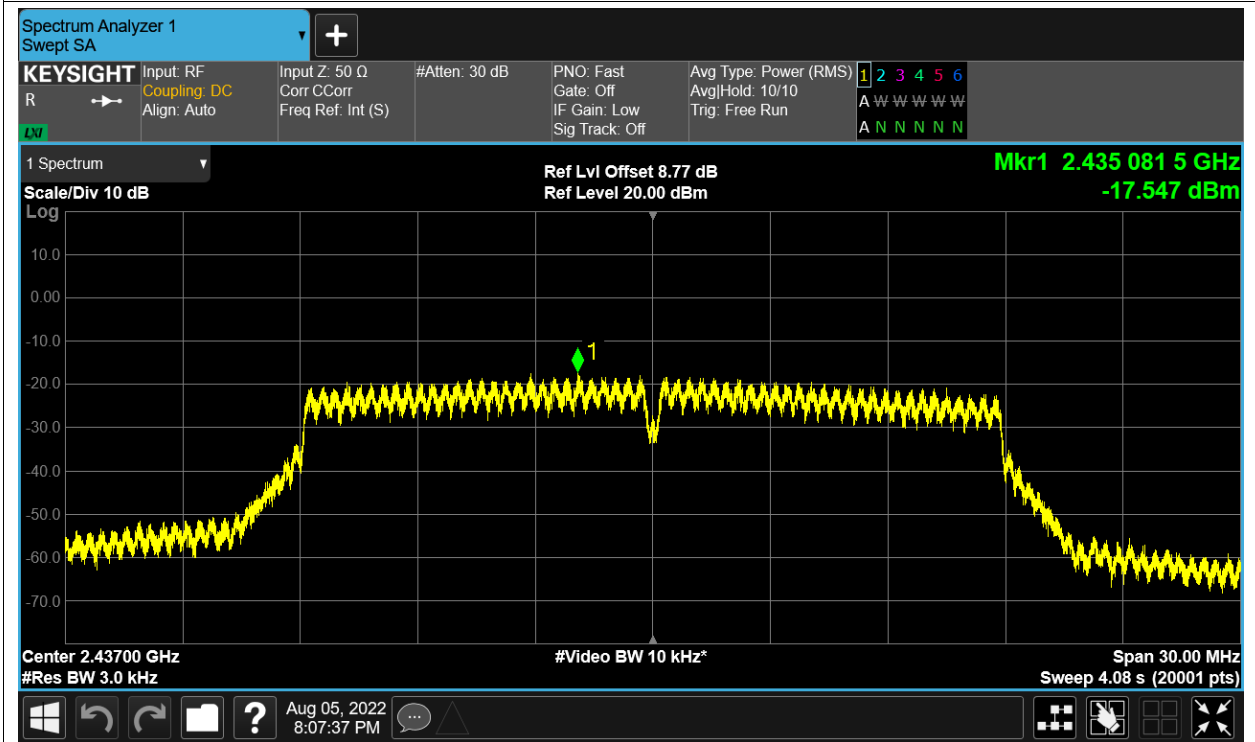 Spectrum Analyzer 1
Swept SA
+
KEYSIGHT
R
LXI
Input: RF
Coupling: DC
Align: Auto
Input Z: 50 Ω
Corr CCorr
Freq Ref: Int (S)
#Atten: 30 dB
PNO: Fast
Gate: Off
IF Gain: Low
Sig Track: Off
Avg Type: Power (RMS)
Avg|Hold: 10/10
Trig: Free Run
1 2 3 4 5 6
A W W W W W
A N N N N N
1 Spectrum
Scale/Div 10 dB
Log
Ref Lvl Offset 8.77 dB
Ref Level 20.00 dBm
Mkr1 2.435 081 5 GHz
-17.547 dBm
10.0
0.00
-10.0
1
-20.0
-30.0
-40.0
-50.0
-60.0
-70.0
Center 2.43700 GHz
#Res BW 3.0 kHz
#Video BW 10 kHz*
Span 30.00 MHz
Sweep 4.08 s (20001 pts)
?
Aug 05, 2022
8:07:37 PM